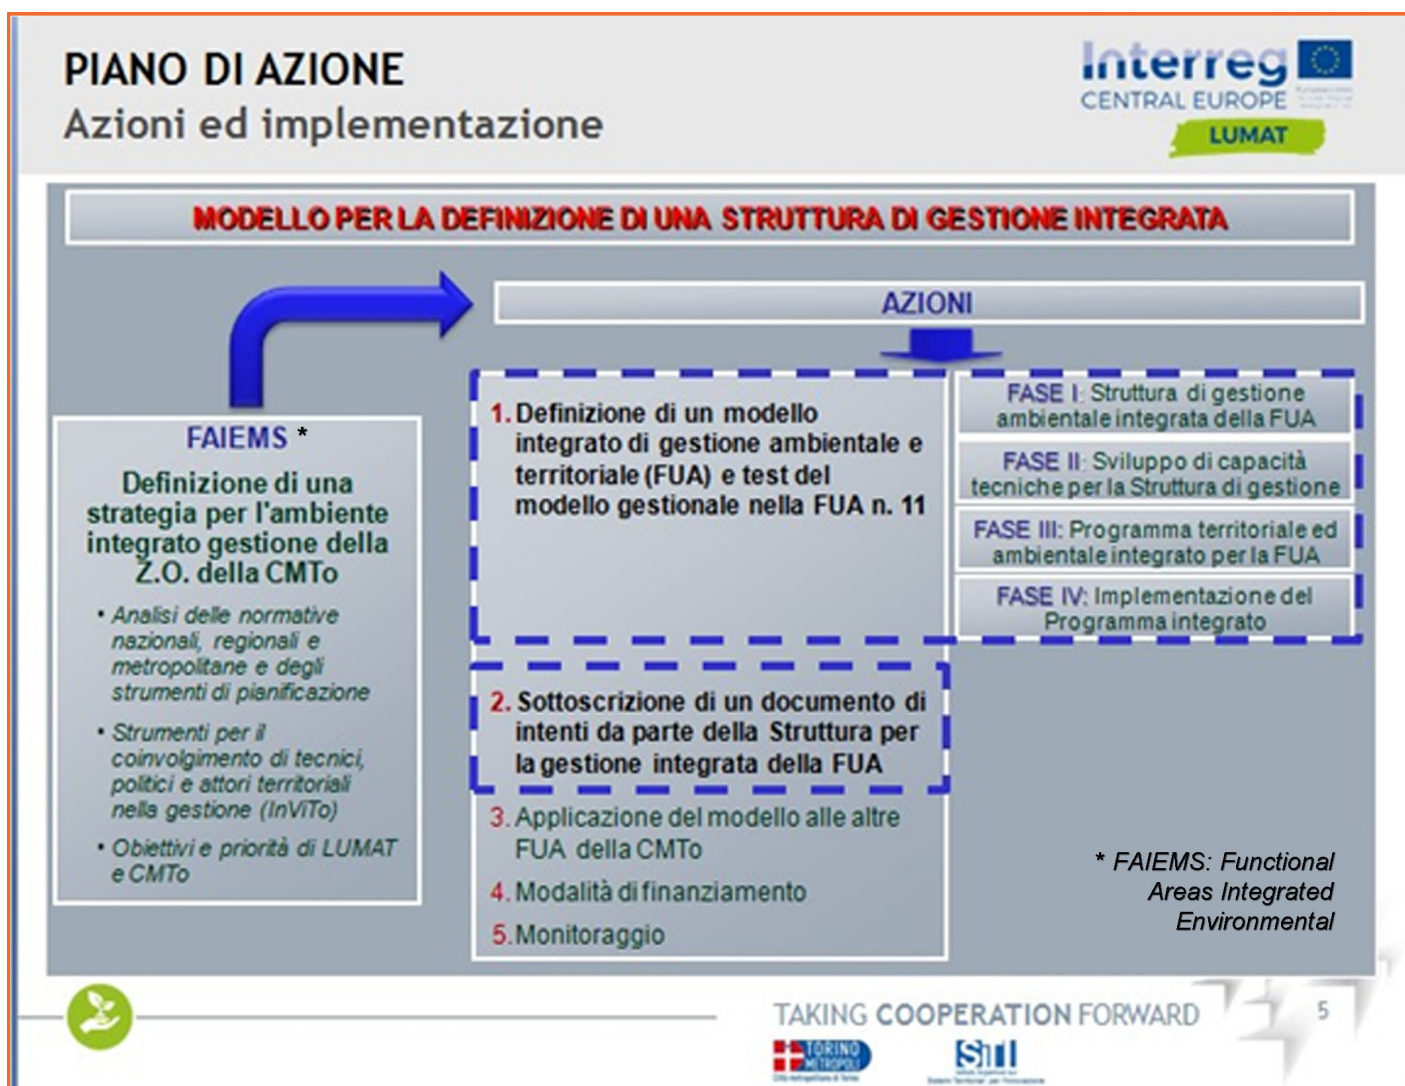 PIANO DI AZIONE
Azioni ed implementazione
Interreg
CENTRAL EUROPE
LUMAT
MODELLO PER LA DEFINIZIONE DI UNA STRUTTURA DI GESTIONE INTEGRATA
AZIONI
FAIEMS *
Definizione di una
strategia per l'ambiente
integrato gestione della
Z.O. della CMTo
• Analisi delle normative
nazionali, regionali e
metropolitane e degli
strumenti di pianificazione
• Strumenti per il
coinvolgimento di tecnici,
politici e attori territoriali
nella gestione (InViTo)
• Obiettivi e priorità di LUMAT
e CMTo
1. Definizione di un modello
integrato di gestione ambientale e
territoriale (FUA) e test del
modello gestionale nella FUA n. 11
2. Sottoscrizione di un documento di
intenti da parte della Struttura per
la gestione integrata della FUA
3. Applicazione del modello alle altre
FUA della CMTo
4. Modalità di finanziamento
5. Monitoraggio
FASE I: Struttura di gestione
ambientale integrata della FUA
FASE II: Sviluppo di capacità
tecniche per la Struttura di gestione
FASE III: Programma territoriale ed
ambientale integrato per la FUA
FASE IV: Implementazione del
Programma integrato
* FAIEMS: Functional
Areas Integrated
Environmental
TAKING COOPERATION FORWARD
5
TORINO
METROPOLI
Città metropolitana di Torino
SiTI